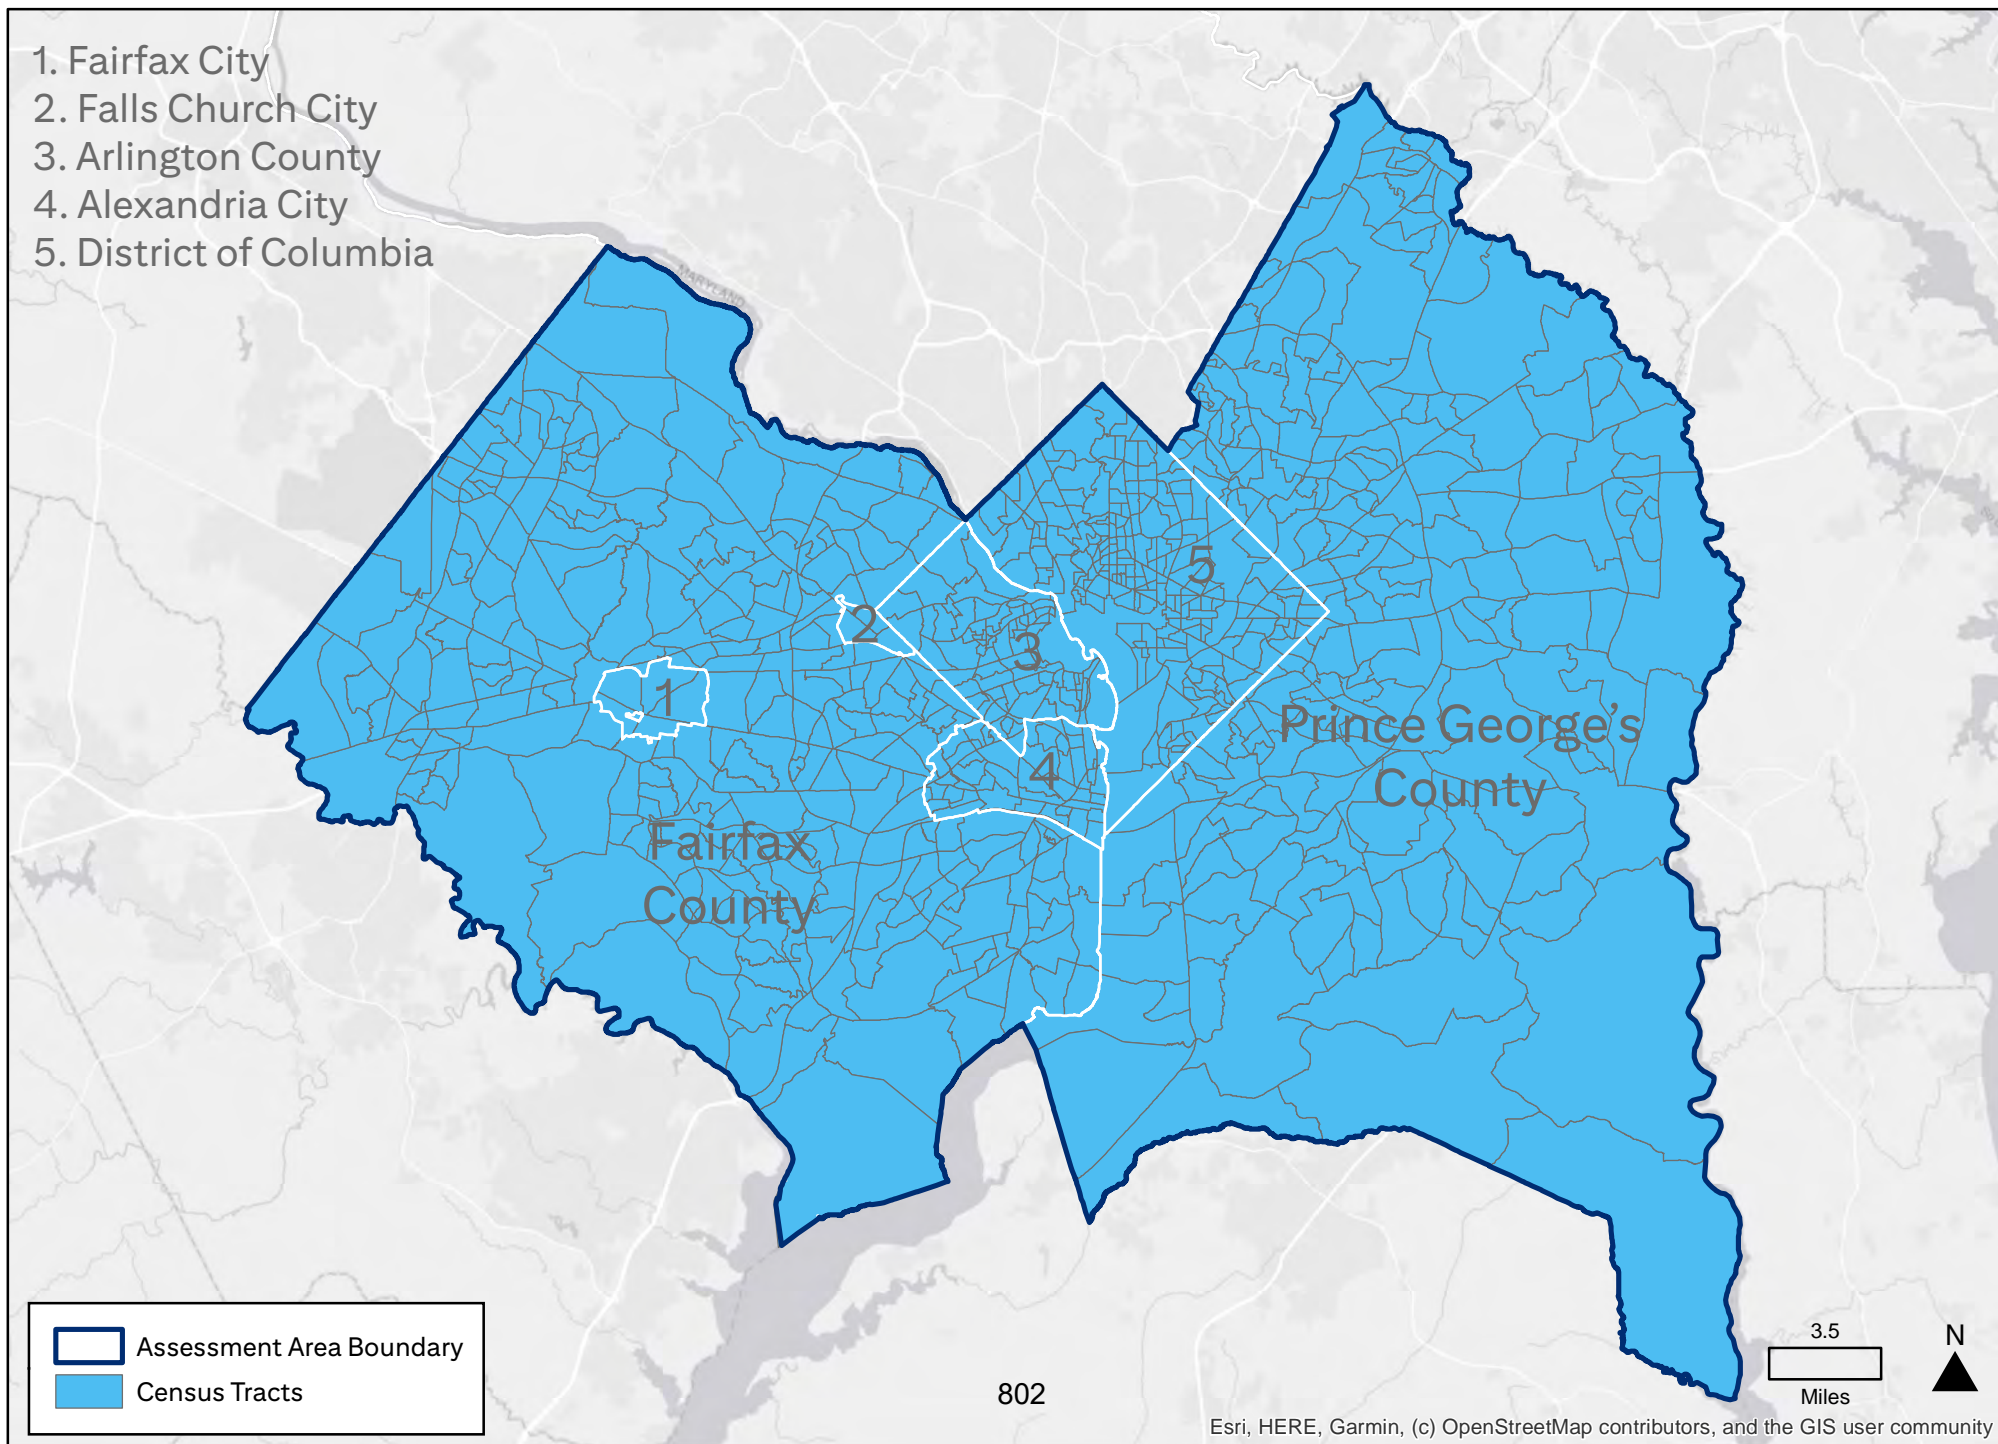 1. Fairfax City
2. Falls Church City
3. Arlington County
4. Alexandria City
5. District of Columbia
MARYLAND
5
2
3
1
Prince George's
County
4
Fairfax
County
Assessment Area Boundary
Census Tracts
3.5
Miles
N
802
Esri, HERE, Garmin, (c) OpenStreetMap contributors, and the GIS user community